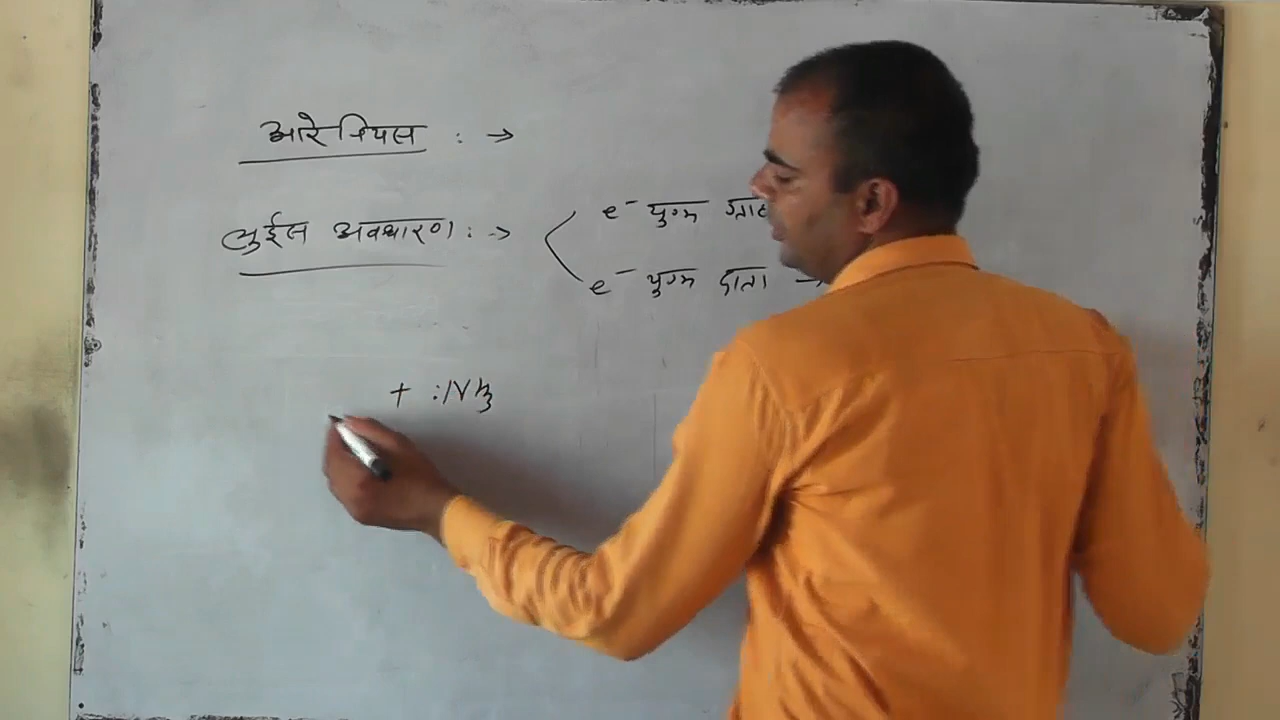 आरेनियस : →
लुईस अवधारणा : →
e⁻ युग्म
e⁻ युग्म दाता →
+ :NH₃